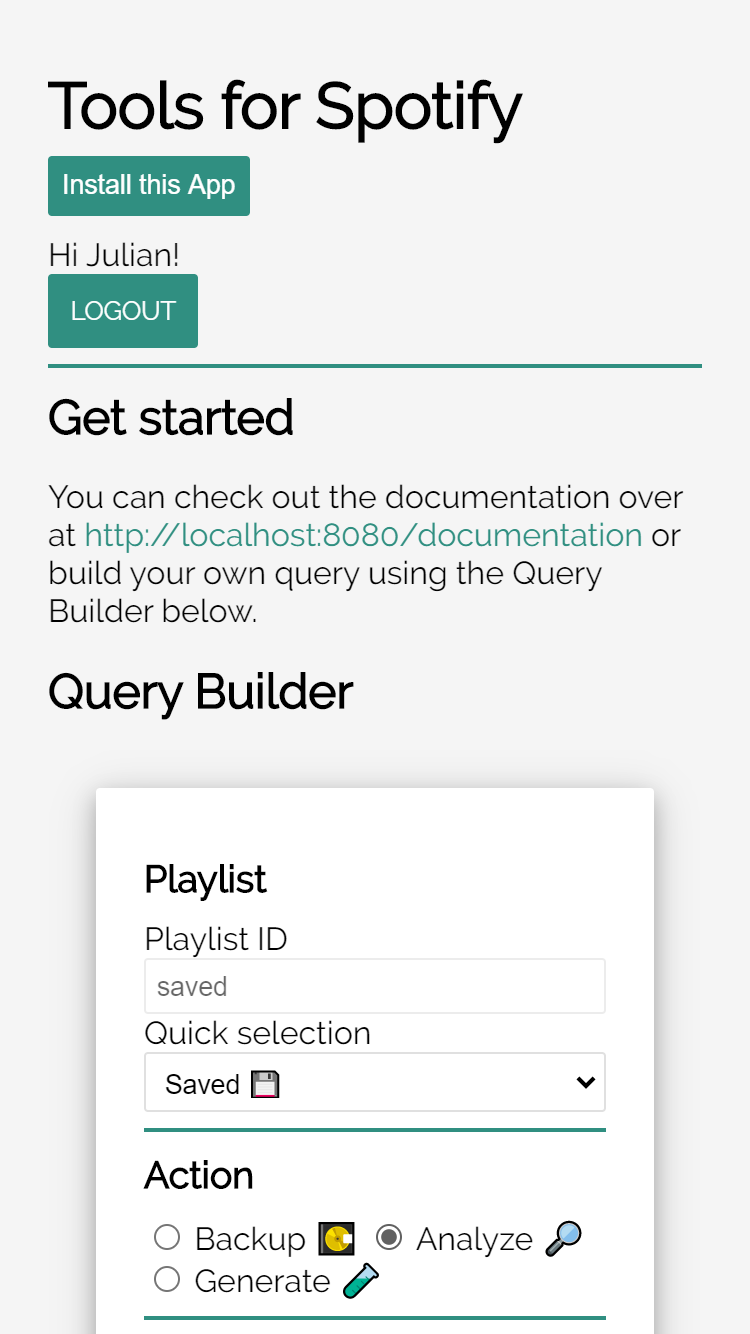 Tools for Spotify
Install this App
Hi Julian!
LOGOUT
Get started
You can check out the documentation over
at http://localhost:8080/documentation or
build your own query using the Query
Builder below.
Query Builder
Playlist
Playlist ID
saved
Quick selection
Saved 💾
Action
Backup 💽 Analyze 🔎
Generate 🧪